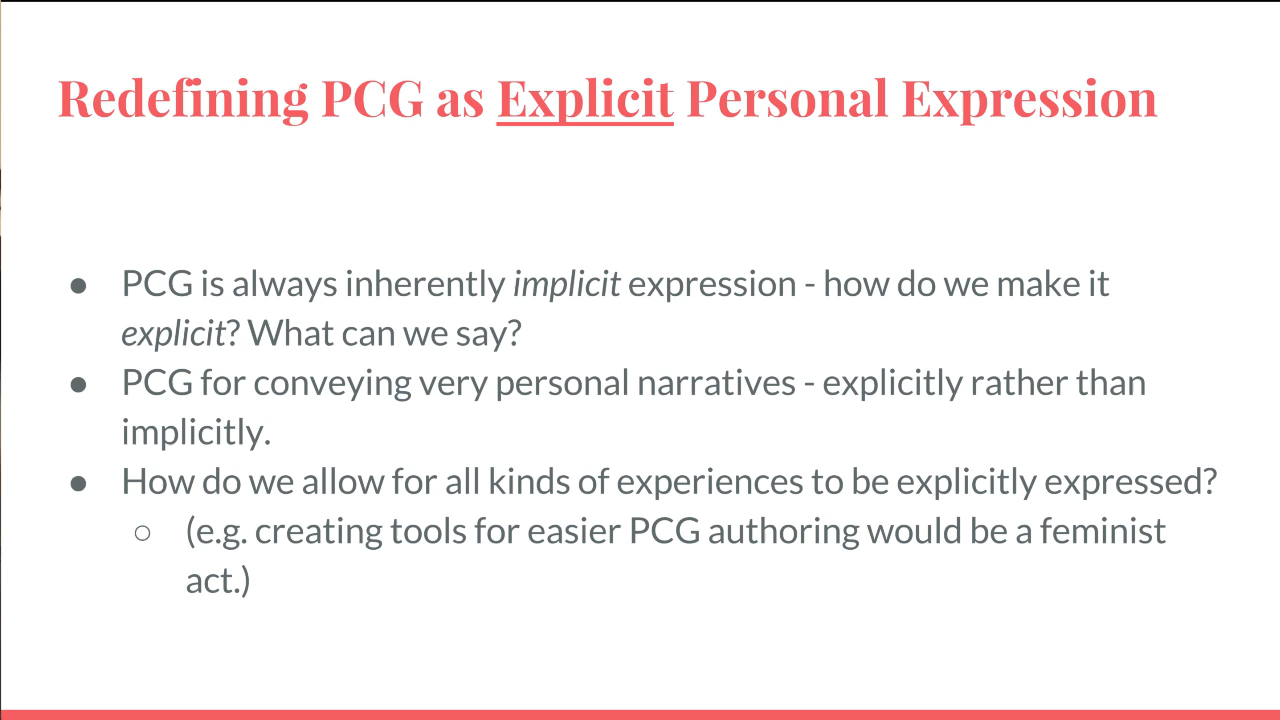 Redefining PCG as Explicit Personal Expression
● PCG is always inherently implicit expression - how do we make it
explicit? What can we say?
● PCG for conveying very personal narratives - explicitly rather than
implicitly.
● How do we allow for all kinds of experiences to be explicitly expressed?
○ (e.g. creating tools for easier PCG authoring would be a feminist
act.)